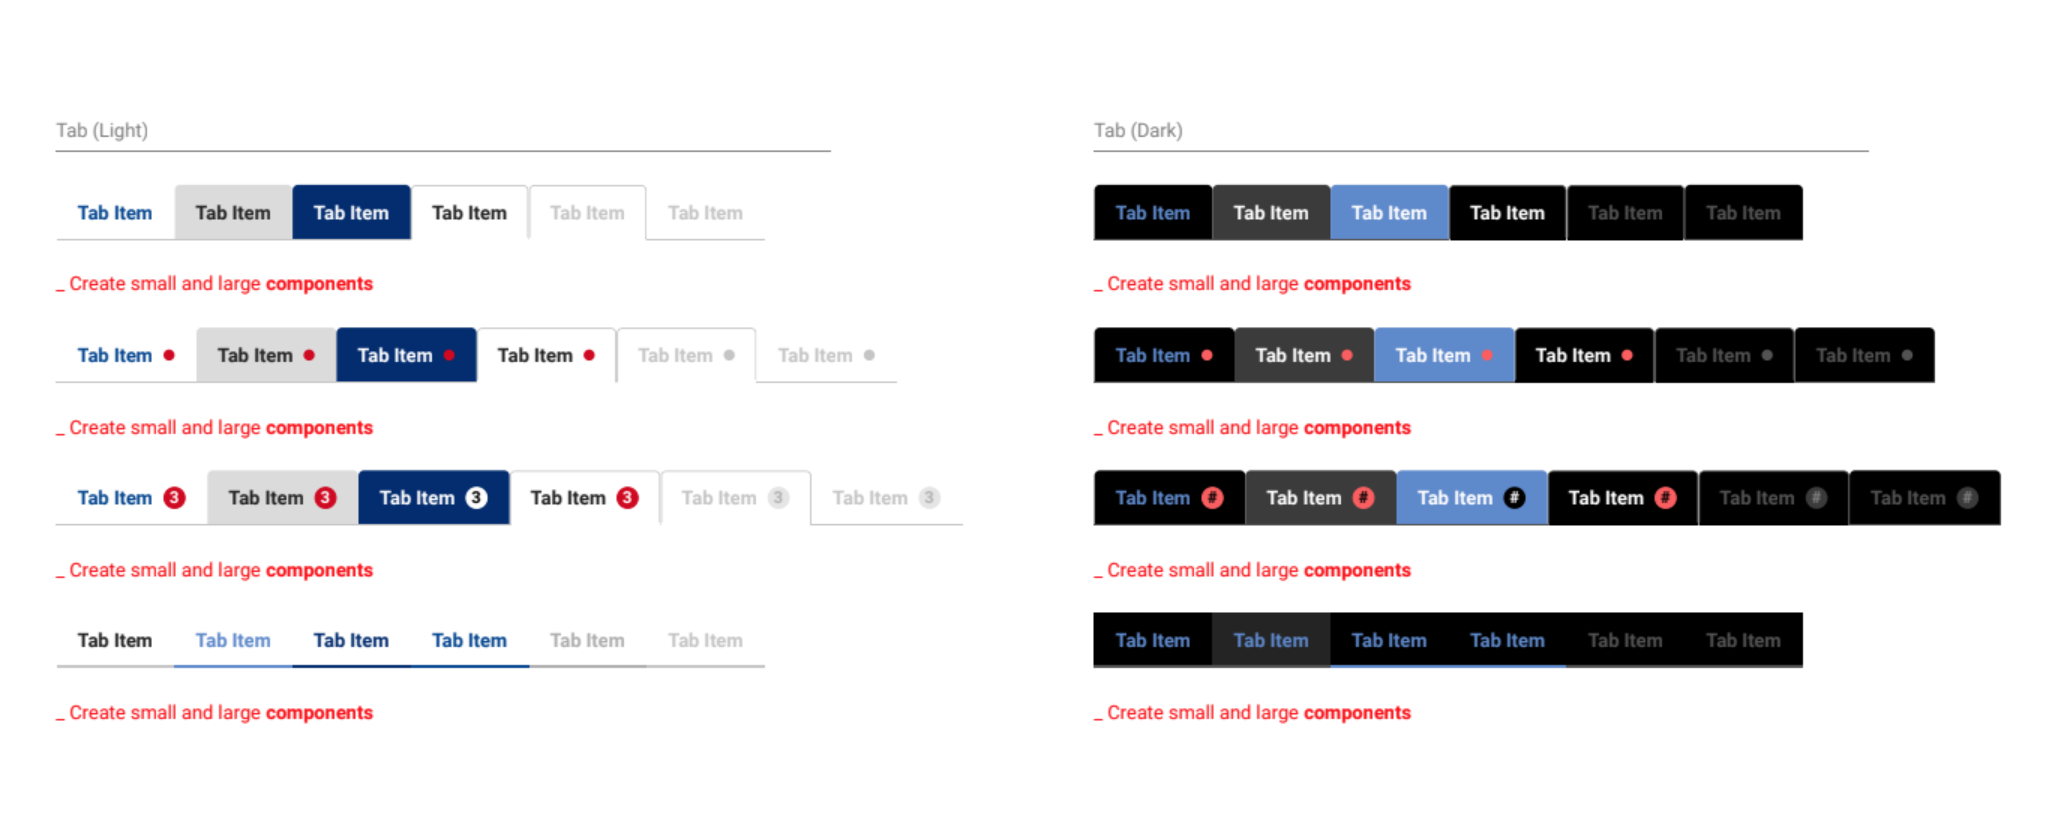 Tab (Light)
Tab Item Tab Item Tab Item Tab Item Tab Item Tab Item
_ Create small and large components
Tab Item Tab Item Tab Item Tab Item Tab Item Tab Item
_ Create small and large components
Tab Item 3 Tab Item 3 Tab Item 3 Tab Item 3 Tab Item 3 Tab Item 3
_ Create small and large components
Tab Item Tab Item Tab Item Tab Item Tab Item Tab Item
_ Create small and large components
Tab (Dark)
Tab Item Tab Item Tab Item Tab Item Tab Item Tab Item
_ Create small and large components
Tab Item Tab Item Tab Item Tab Item Tab Item Tab Item
_ Create small and large components
Tab Item # Tab Item # Tab Item # Tab Item # Tab Item # Tab Item #
_ Create small and large components
Tab Item Tab Item Tab Item Tab Item Tab Item Tab Item
_ Create small and large components